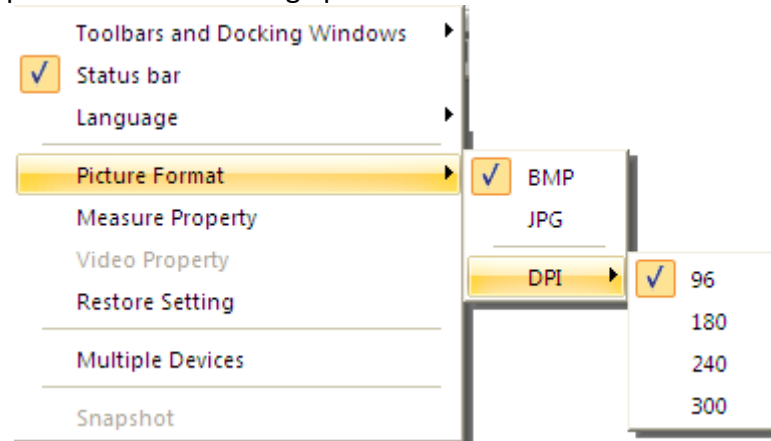 Toolbars and Docking Windows
Status bar
Language
Picture Format
Measure Property
Video Property
Restore Setting
Multiple Devices
Snapshot
BMP
JPG
DPI
96
180
240
300